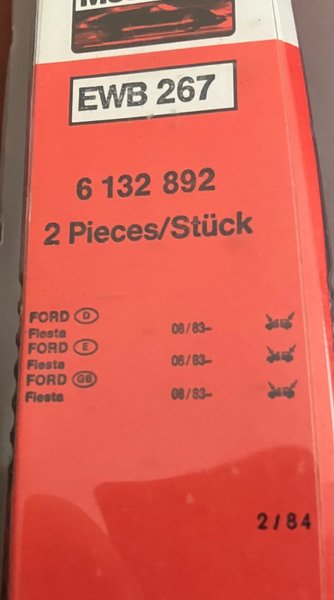 EWB 267
6 132 892
2 Pieces/Stück
FORD D
Fiesta 08/83-
FORD E
Fiesta 08/83-
FORD GB
Fiesta 08/83-
2/84